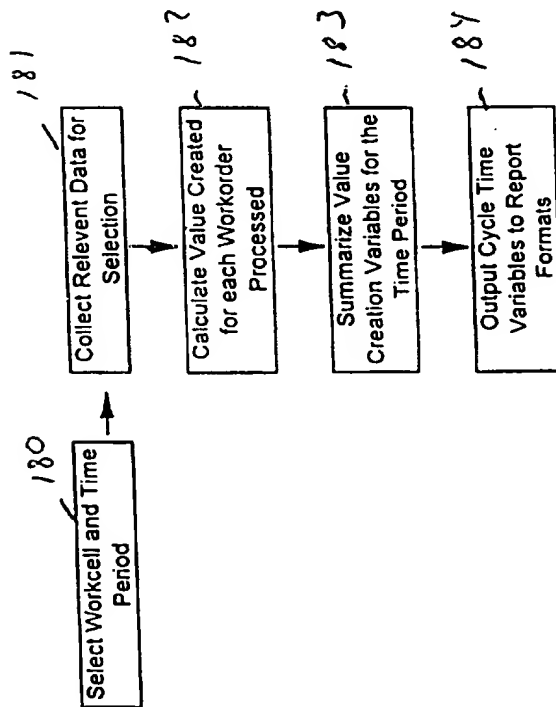 180
Select Workcell and Time
Period
181
Collect Relevent Data for
Selection
182
Calculate Value Created
for each Workorder
Processed
183
Summarize Value
Creation Variables for the
Time Period
184
Output Cycle Time
Variables to Report
Formats